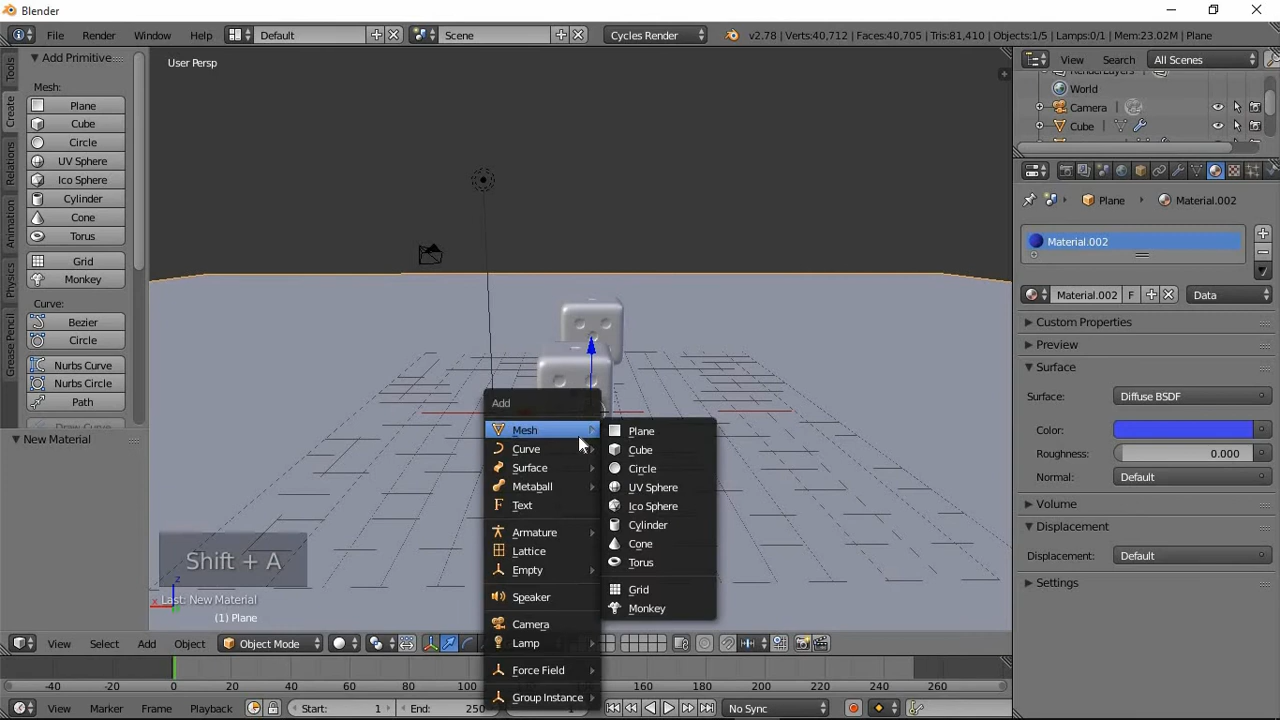 Blender
File Render Window Help Default Scene Cycles Render v2.78 | Verts:40,712 | Faces:40,705 | Tris:81,410 | Objects:1/5 | Lamps:0/1 | Mem:23.02M | Plane
Tools
Create
Relations
Animation
Physics
Grease Pencil
Add Primitive
Mesh:
Plane
Cube
Circle
UV Sphere
Ico Sphere
Cylinder
Cone
Torus
Grid
Monkey
Curve:
Bezier
Circle
Nurbs Curve
Nurbs Circle
Path
Draw Curve
New Material
User Persp
Add
Mesh
Curve
Surface
Metaball
Text
Armature
Lattice
Empty
Speaker
Camera
Lamp
Force Field
Group Instance
Plane
Cube
Circle
UV Sphere
Ico Sphere
Cylinder
Cone
Torus
Grid
Monkey
Shift + A
z
x
Last: New Material
(1) Plane
View Select Add Object Object Mode
-40 -20 0 20 40 60 80 100 140 160 180 200 220 240 260
View Marker Frame Playback Start: 1 End: 250 1 No Sync
View Search All Scenes
RenderLayers
World
Camera
Cube
Plane Material.002
Material.002
Material.002 F Data
Custom Properties
Preview
Surface
Surface: Diffuse BSDF
Color:
Roughness: 0.000
Normal: Default
Volume
Displacement
Displacement: Default
Settings